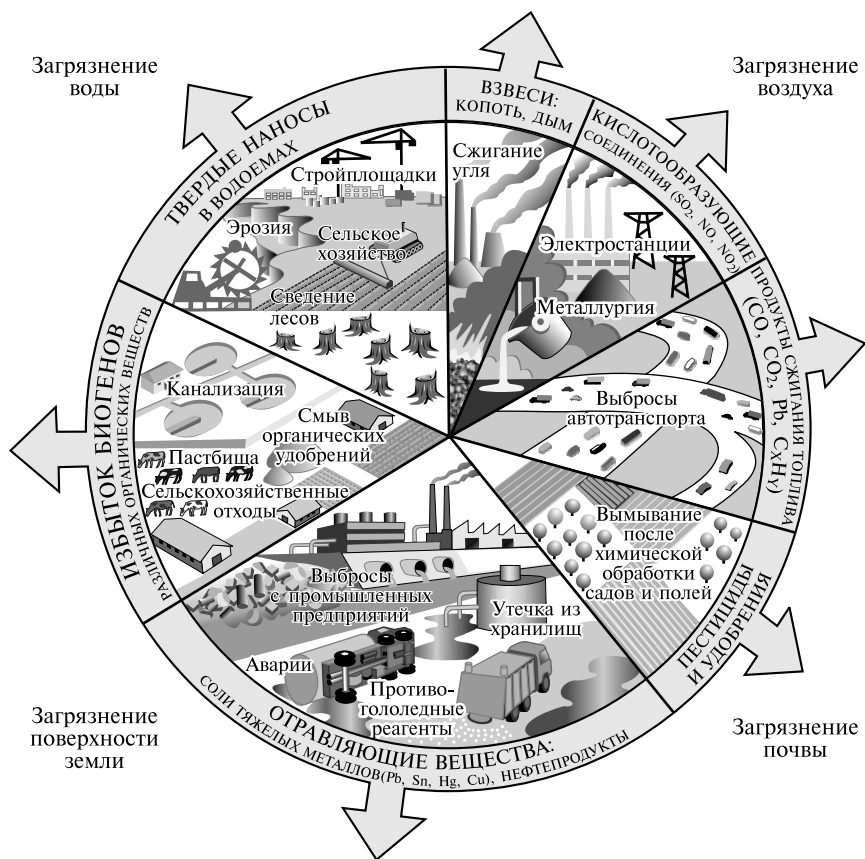 Загрязнение
воды
Загрязнение
воздуха
ВЗВЕСИ:
КОПОТЬ, ДЫМ
КИСЛОТООБРАЗУЮЩИЕ
СОЕДИНЕНИЯ (SO2, NO, NO2)
ПРОДУКТЫ СЖИГАНИЯ ТОПЛИВА
(CO, CO2, Pb, CXHY)
ПЕСТИЦИДЫ
И УДОБРЕНИЯ
ОТРАВЛЯЮЩИЕ ВЕЩЕСТВА:
СОЛИ ТЯЖЕЛЫХ МЕТАЛЛОВ(Pb, Sn, Hg, Cu), НЕФТЕПРОДУКТЫ
ИЗБЫТОК БИОГЕНОВ
РАЗЛИЧНЫХ ОРГАНИЧЕСКИХ ВЕЩЕСТВ
ТВЕРДЫЕ НАНОСЫ
В ВОДОЕМАХ
Стройплощадки
Эрозия
Сельское
хозяйство
Сведение
лесов
Сжигание
угля
Электростанции
Металлургия
Выбросы
автотранспорта
Вымывание
после
химической
обработки
садов и полей
Канализация
Смыв
органических
удобрений
Пастбища
Сельскохозяйственные
отходы
Выбросы
с промышленных
предприятий
Утечка из
хранилищ
Аварии
Противо-
гололедные
реагенты
Загрязнение
поверхности
земли
Загрязнение
почвы